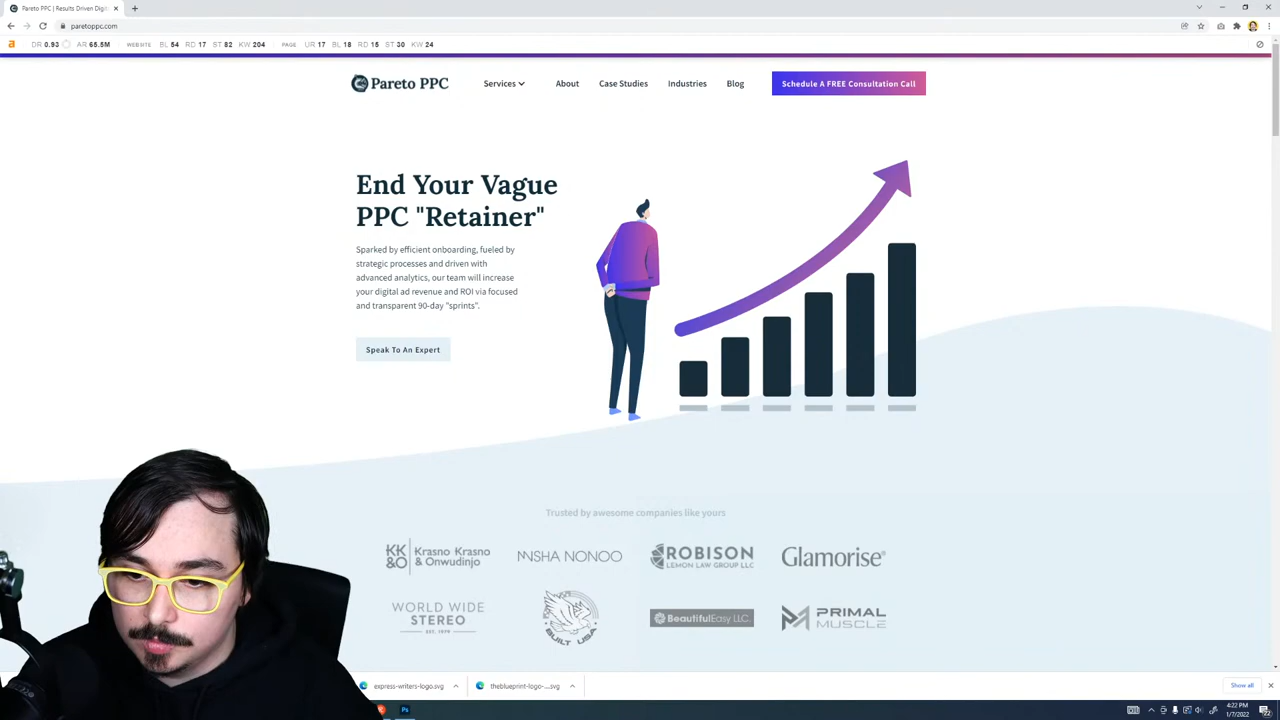 Pareto PPC | Results Driven Digi
paretoppc.com
DR 0.93 AR 65.5M WEBSITE BL 54 RD 17 ST 82 KW 204 PAGE UR 17 BL 18 RD 15 ST 30 KW 24
Pareto PPC Services About Case Studies Industries Blog Schedule A FREE Consultation Call
End Your Vague
PPC "Retainer"
Sparked by efficient onboarding, fueled by
strategic processes and driven with
advanced analytics, our team will increase
your digital ad revenue and ROI via focused
and transparent 90-day "sprints".
Speak To An Expert
Trusted by awesome companies like yours
KK&O Krasno Krasno & Onwudinjo
NSHA NONOO
ROBISON
LEMON LAW GROUP LLC
Glamorise®
WORLD WIDE
STEREO
EST. 1979
BUILT USA
BeautifulEasy LLC.
PRIMAL
MUSCLE
express-writers-logo.svg theblueprint-logo-....svg Show all
Ps
4:22 PM
1/7/2022
22